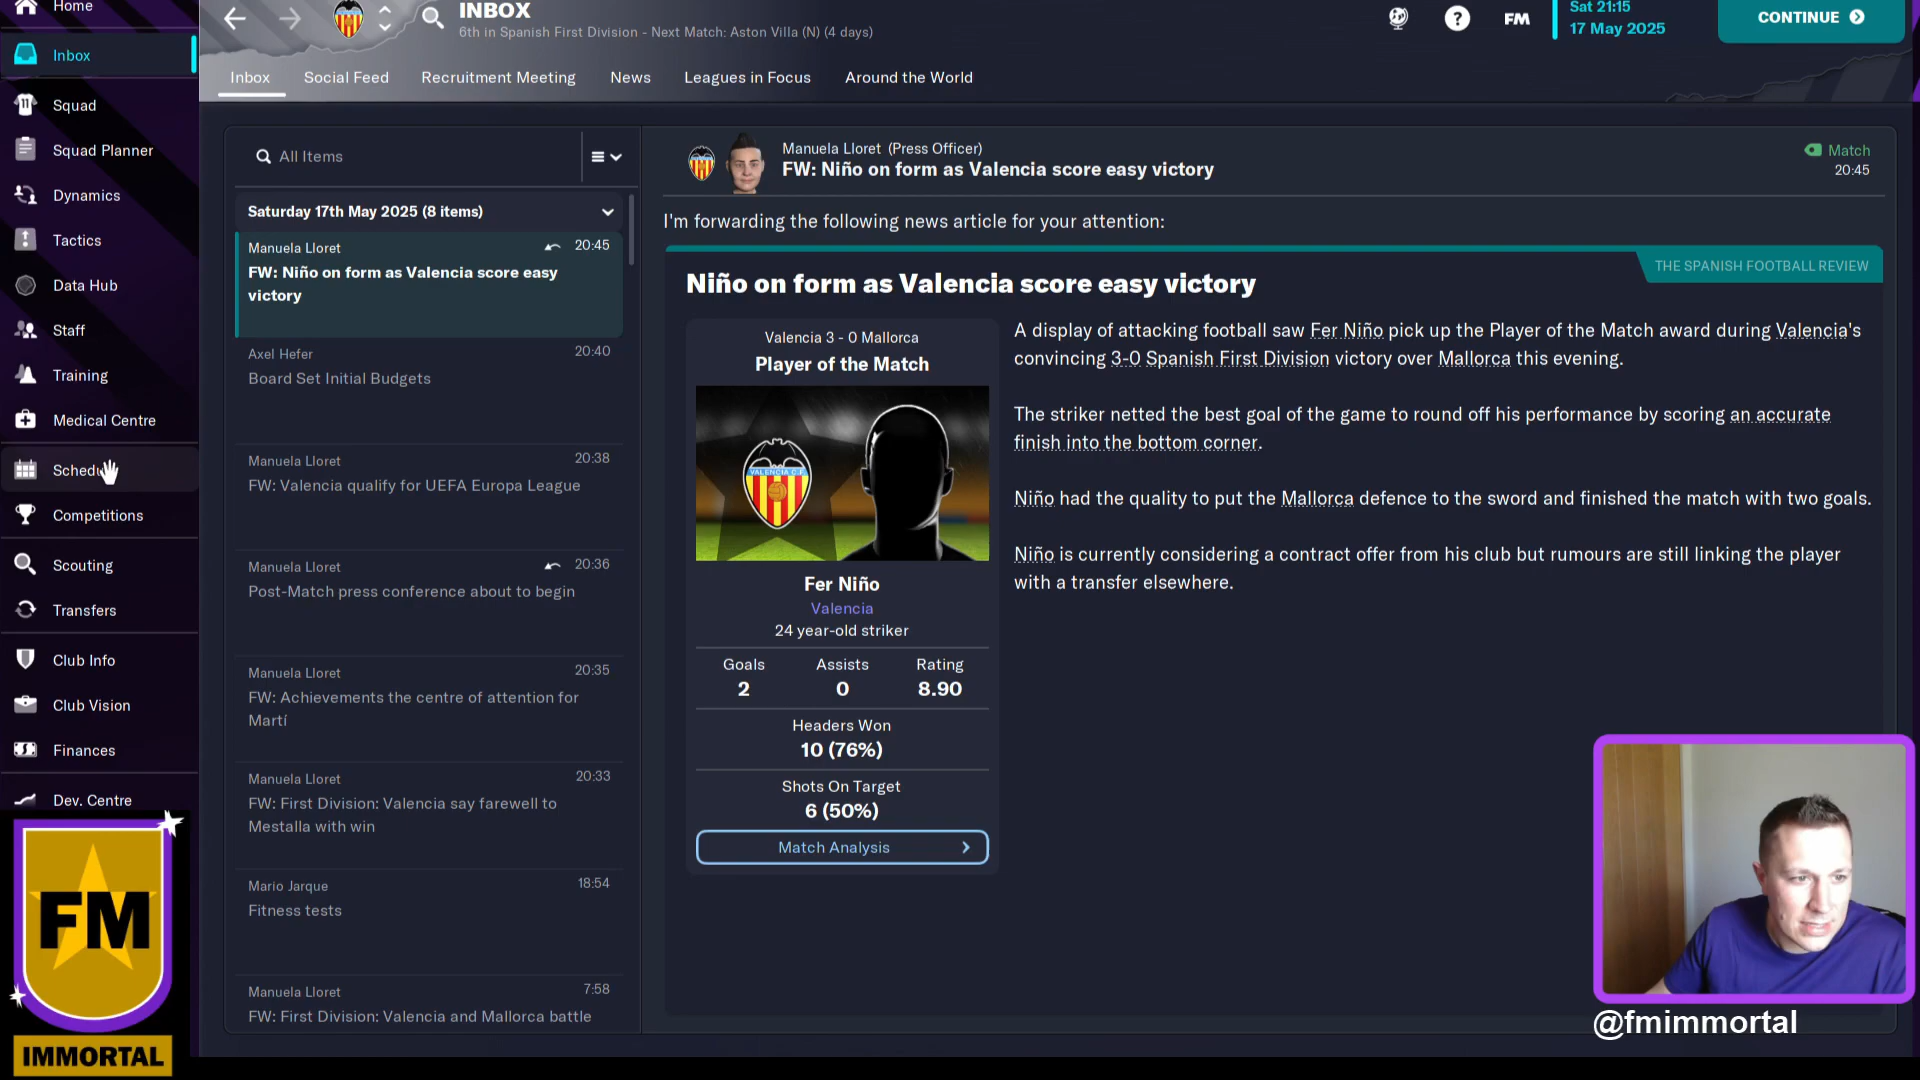 Home
INBOX
6th in Spanish First Division - Next Match: Aston Villa (N) (4 days)
?
FM
Sat 21:15
17 May 2025
CONTINUE
Inbox
Inbox
Social Feed
Recruitment Meeting
News
Leagues in Focus
Around the World
Squad
Squad Planner
Dynamics
Tactics
Data Hub
Staff
Training
Medical Centre
Sched
Competitions
Scouting
Transfers
Club Info
Club Vision
Finances
Dev. Centre
FM
IMMORTAL
All Items
Saturday 17th May 2025 (8 items)
Manuela Lloret
20:45
FW: Niño on form as Valencia score easy
victory
Axel Hefer
20:40
Board Set Initial Budgets
Manuela Lloret
20:38
FW: Valencia qualify for UEFA Europa League
Manuela Lloret
20:36
Post-Match press conference about to begin
Manuela Lloret
20:35
FW: Achievements the centre of attention for
Martí
Manuela Lloret
20:33
FW: First Division: Valencia say farewell to
Mestalla with win
Mario Jarque
18:54
Fitness tests
Manuela Lloret
7:58
FW: First Division: Valencia and Mallorca battle
Manuela Lloret (Press Officer)
FW: Niño on form as Valencia score easy victory
Match
20:45
I'm forwarding the following news article for your attention:
THE SPANISH FOOTBALL REVIEW
Niño on form as Valencia score easy victory
Valencia 3 - 0 Mallorca
Player of the Match
VALENCIA C.F
Fer Niño
Valencia
24 year-old striker
Goals
Assists
Rating
2
0
8.90
Headers Won
10 (76%)
Shots On Target
6 (50%)
Match Analysis
A display of attacking football saw Fer Niño pick up the Player of the Match award during Valencia's
convincing 3-0 Spanish First Division victory over Mallorca this evening.
The striker netted the best goal of the game to round off his performance by scoring an accurate
finish into the bottom corner.
Niño had the quality to put the Mallorca defence to the sword and finished the match with two goals.
Niño is currently considering a contract offer from his club but rumours are still linking the player
with a transfer elsewhere.
@fmimmortal